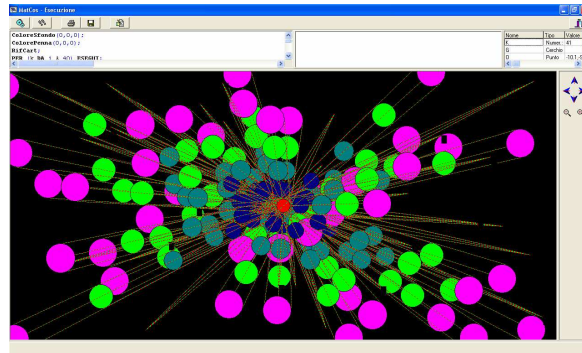 MatCos - Esecuzione
ColoreSfondo(0,0,0);
ColorePenna(0,0,0);
RifCart;
PER (K DA 1 A 40) ESEGUI;
Nome Tipo Valore
K Numer. 41
G Cerchio
O Punto